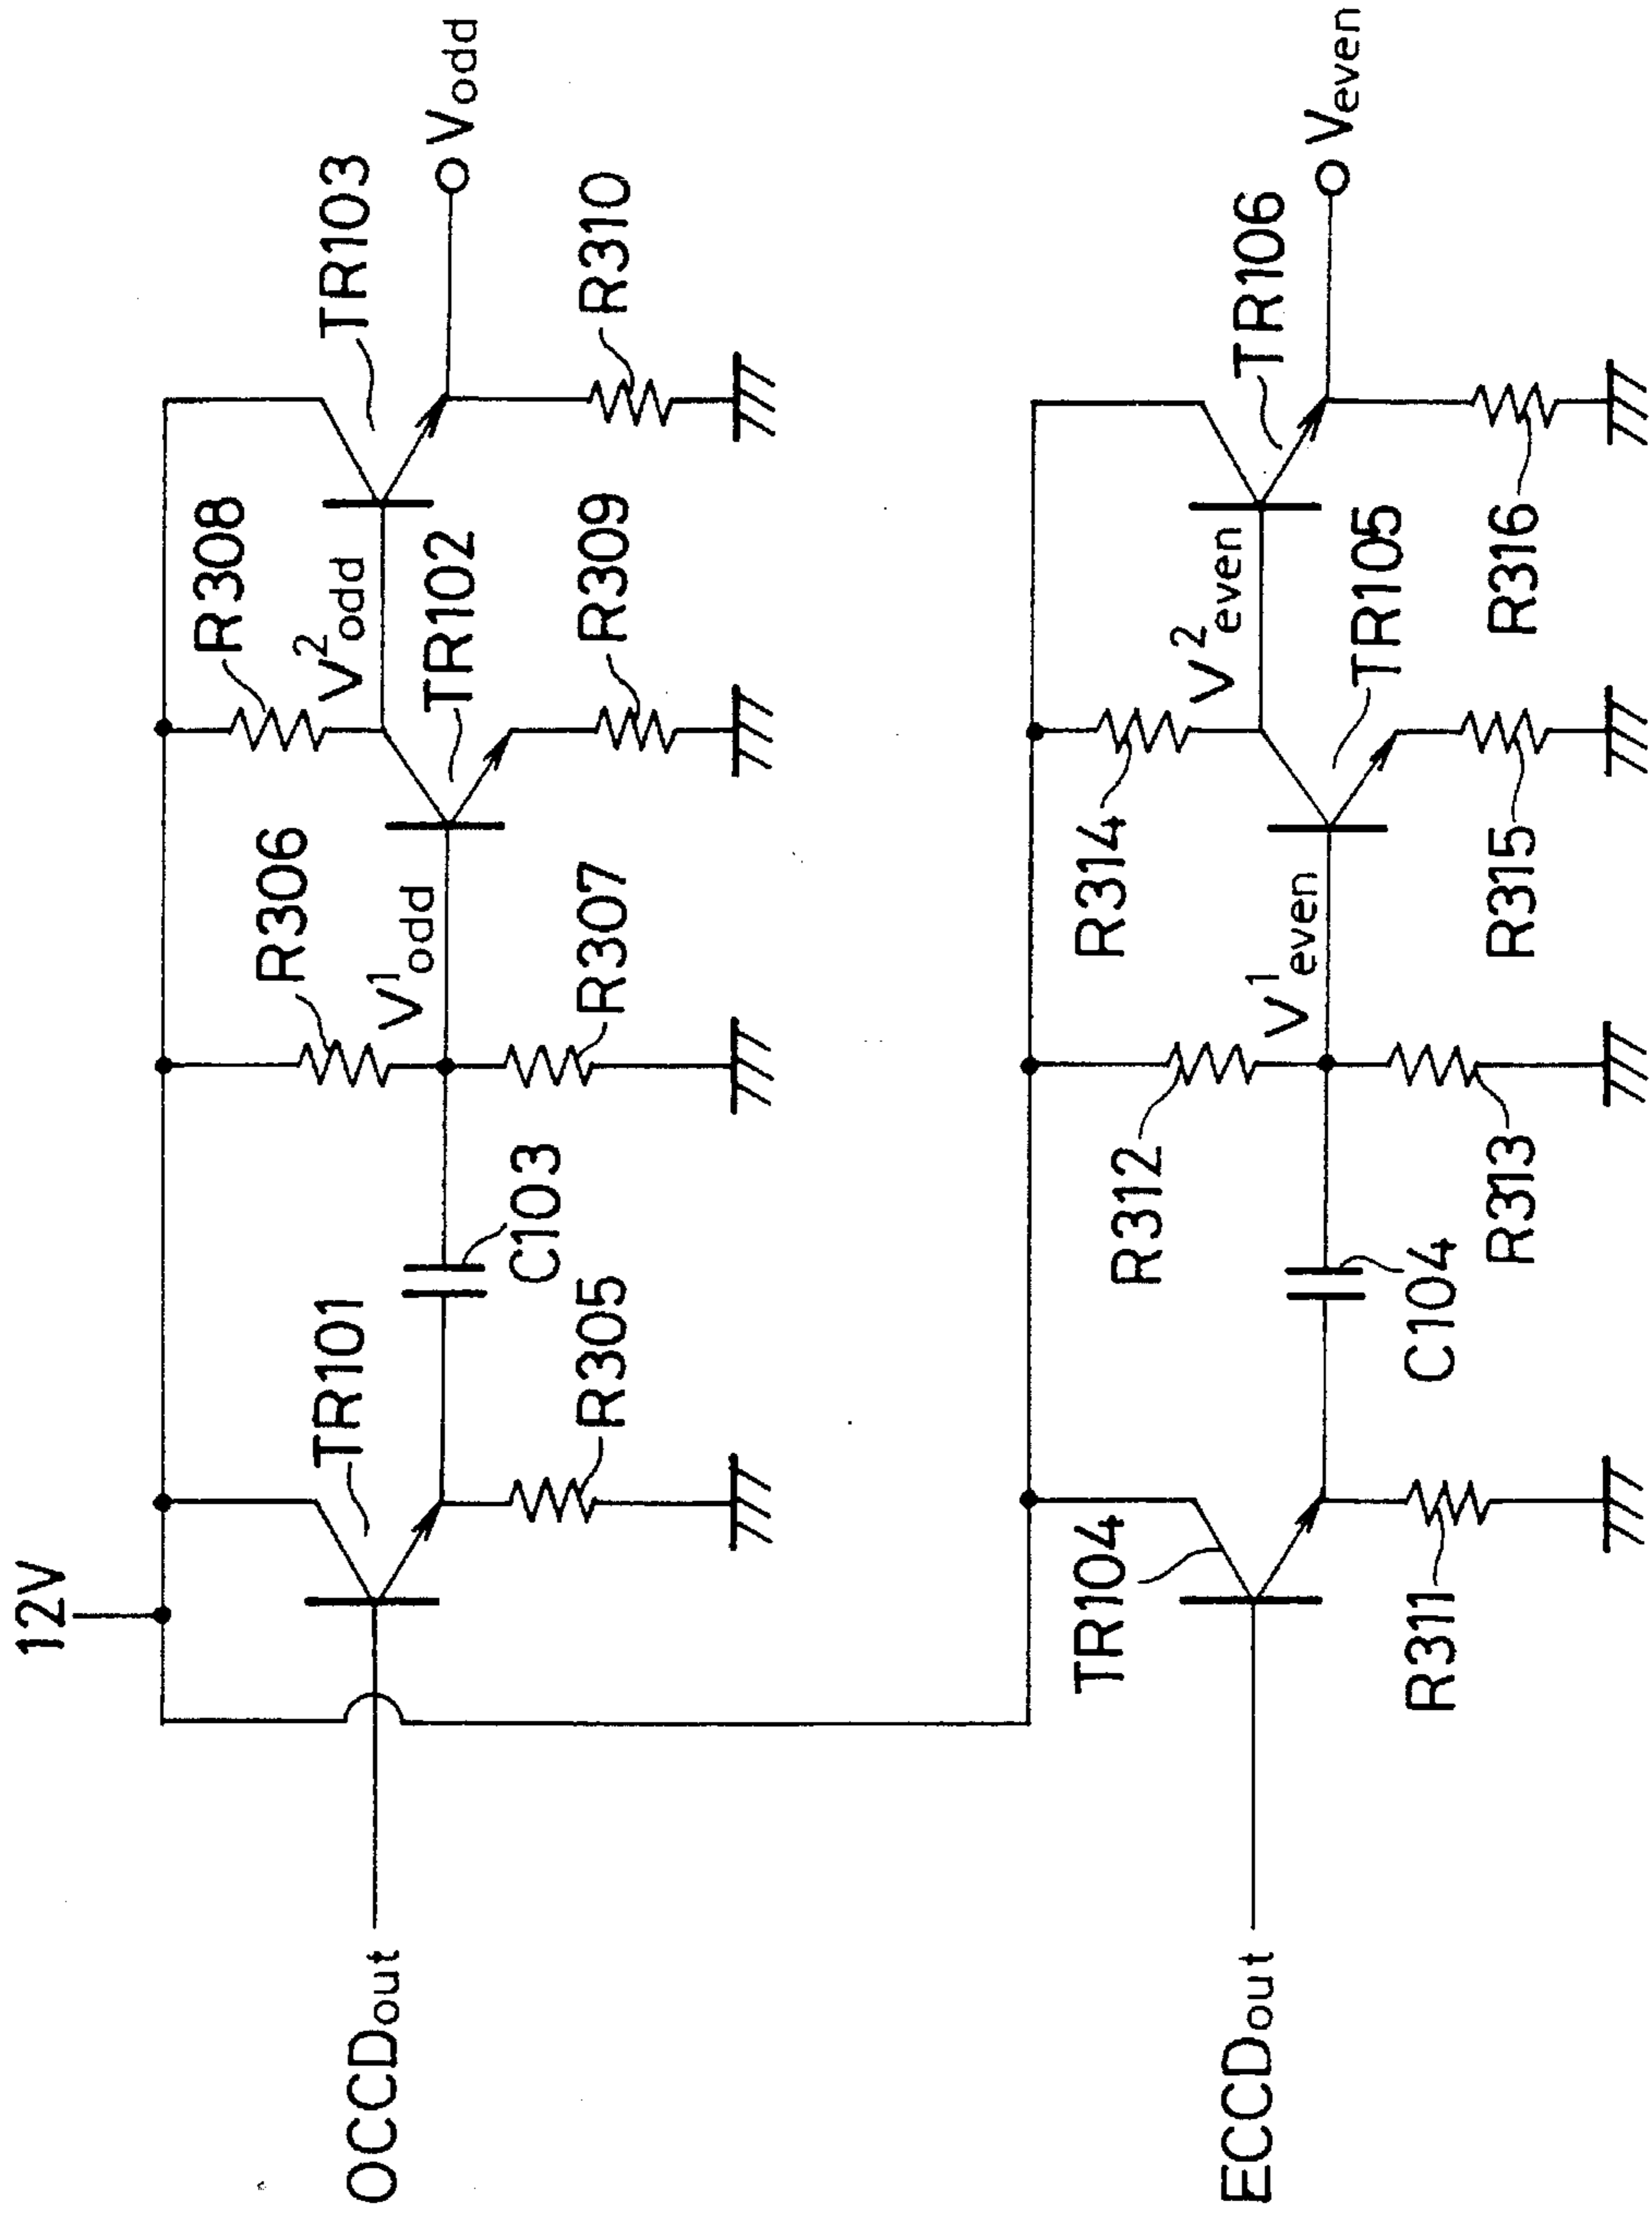 12V
TR101
R306
R308
TR103
V²odd
V¹odd
TR102
Vodd
OCCDout
C103
R305
R307
R309
R310
TR104
R312
R314
V²even
TR106
V¹even
TR105
Veven
ECCDout
R311
C104
R313
R315
R316